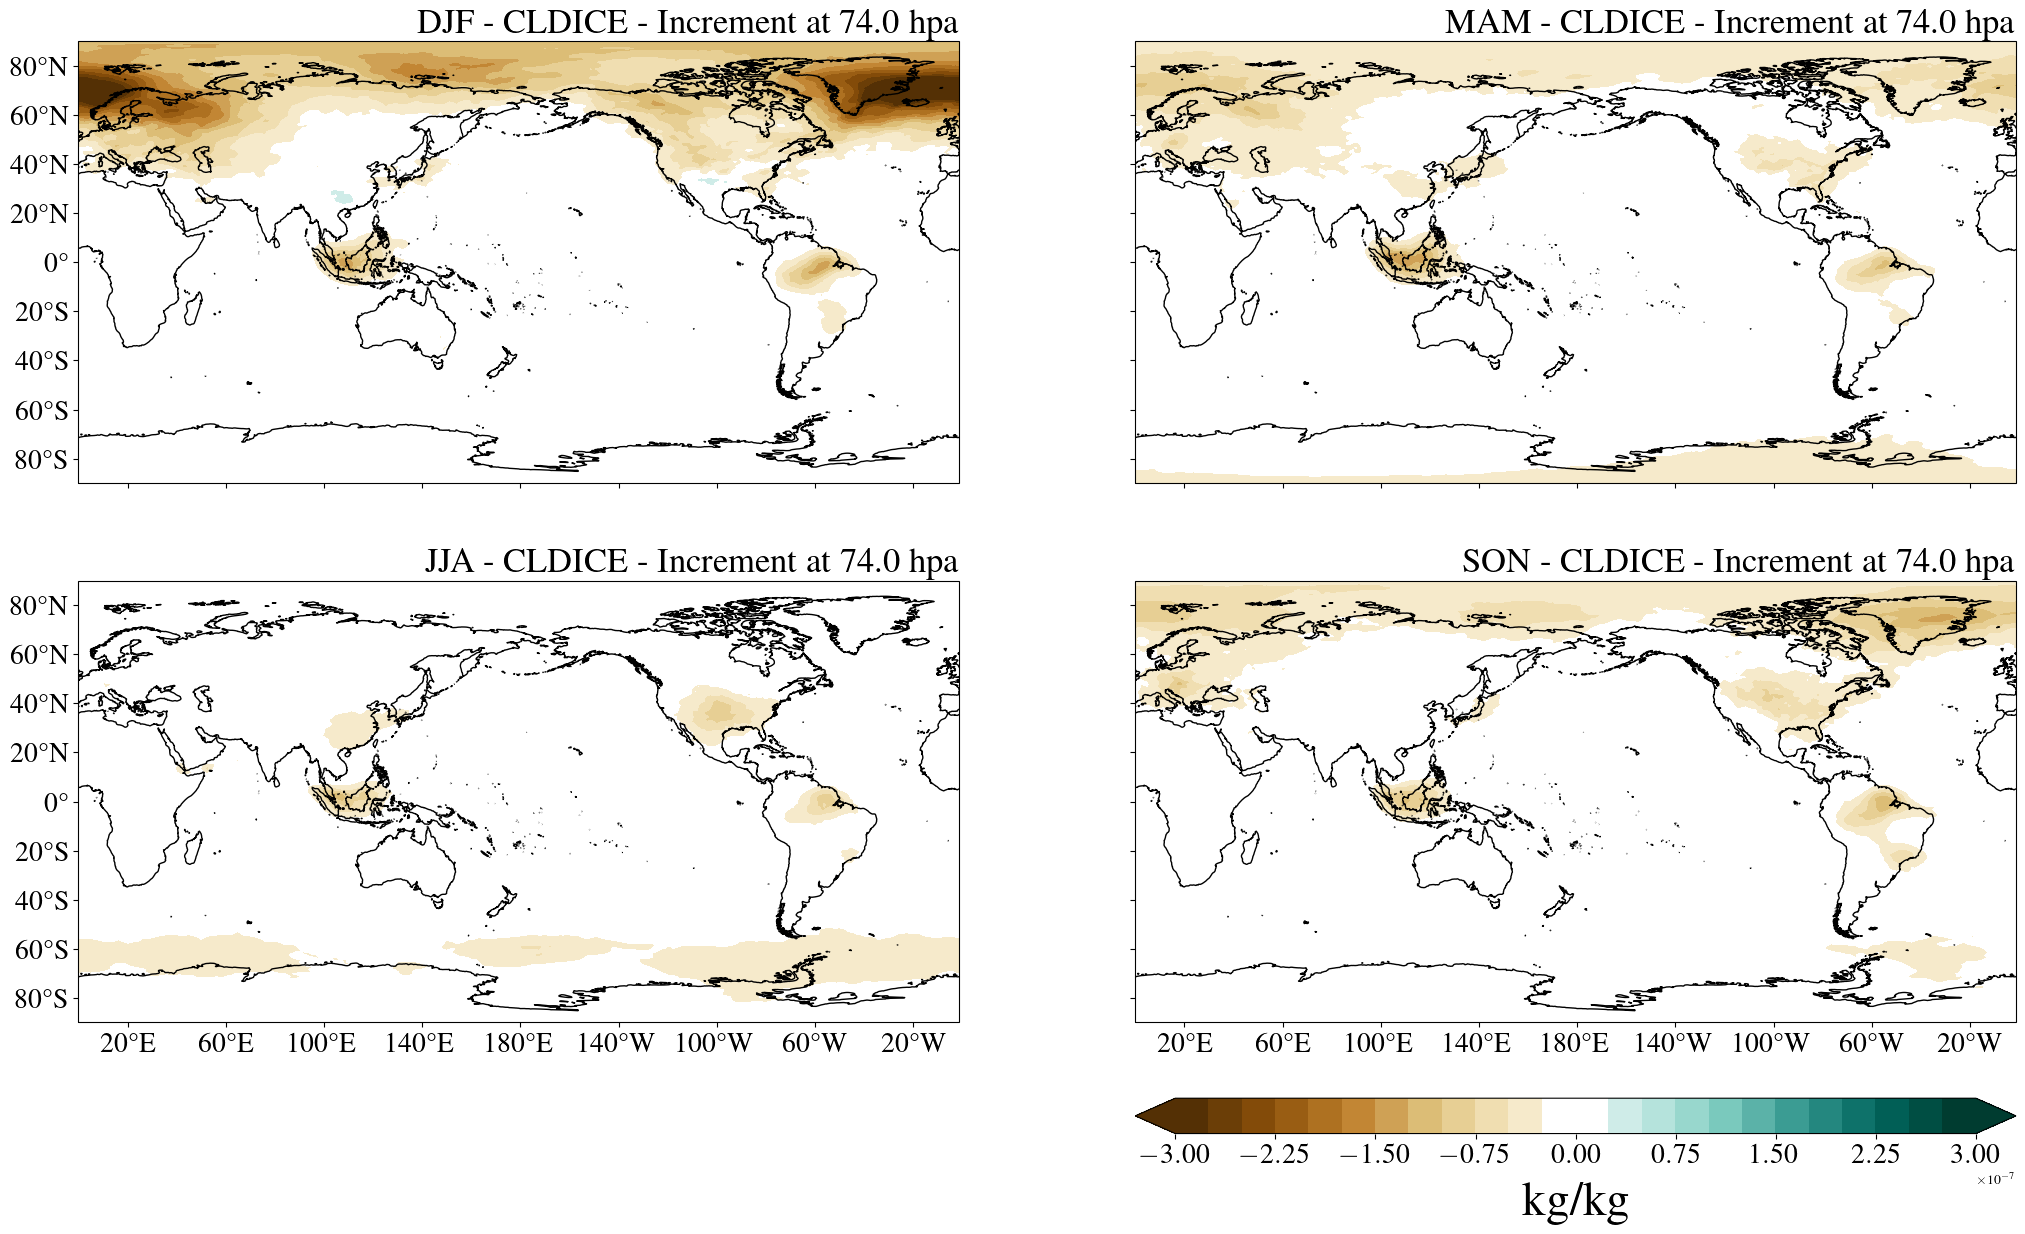 DJF - CLDICE - Increment at 74.0 hpa
MAM - CLDICE - Increment at 74.0 hpa
80°N
60°N
40°N
20°N
0°
20°S
40°S
60°S
80°S
JJA - CLDICE - Increment at 74.0 hpa
SON - CLDICE - Increment at 74.0 hpa
80°N
60°N
40°N
20°N
0°
20°S
40°S
60°S
80°S
20°E 60°E 100°E 140°E 180°E 140°W 100°W 60°W 20°W
20°E 60°E 100°E 140°E 180°E 140°W 100°W 60°W 20°W
−3.00 −2.25 −1.50 −0.75 0.00 0.75 1.50 2.25 3.00
×10⁻⁷
kg/kg